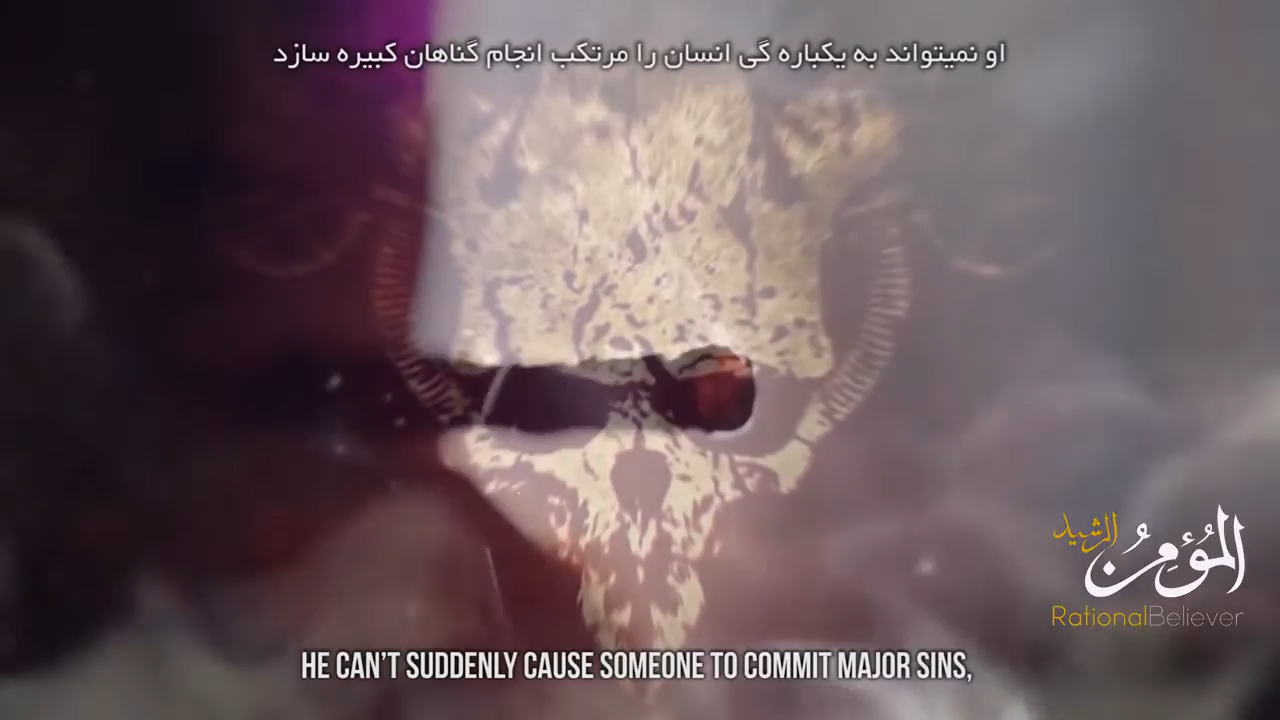 او نمیتواند به یکباره گی انسان را مرتکب انجام گناهان کبیره سازد
المؤمن الرشيد
RationalBeliever
HE CAN'T SUDDENLY CAUSE SOMEONE TO COMMIT MAJOR SINS,